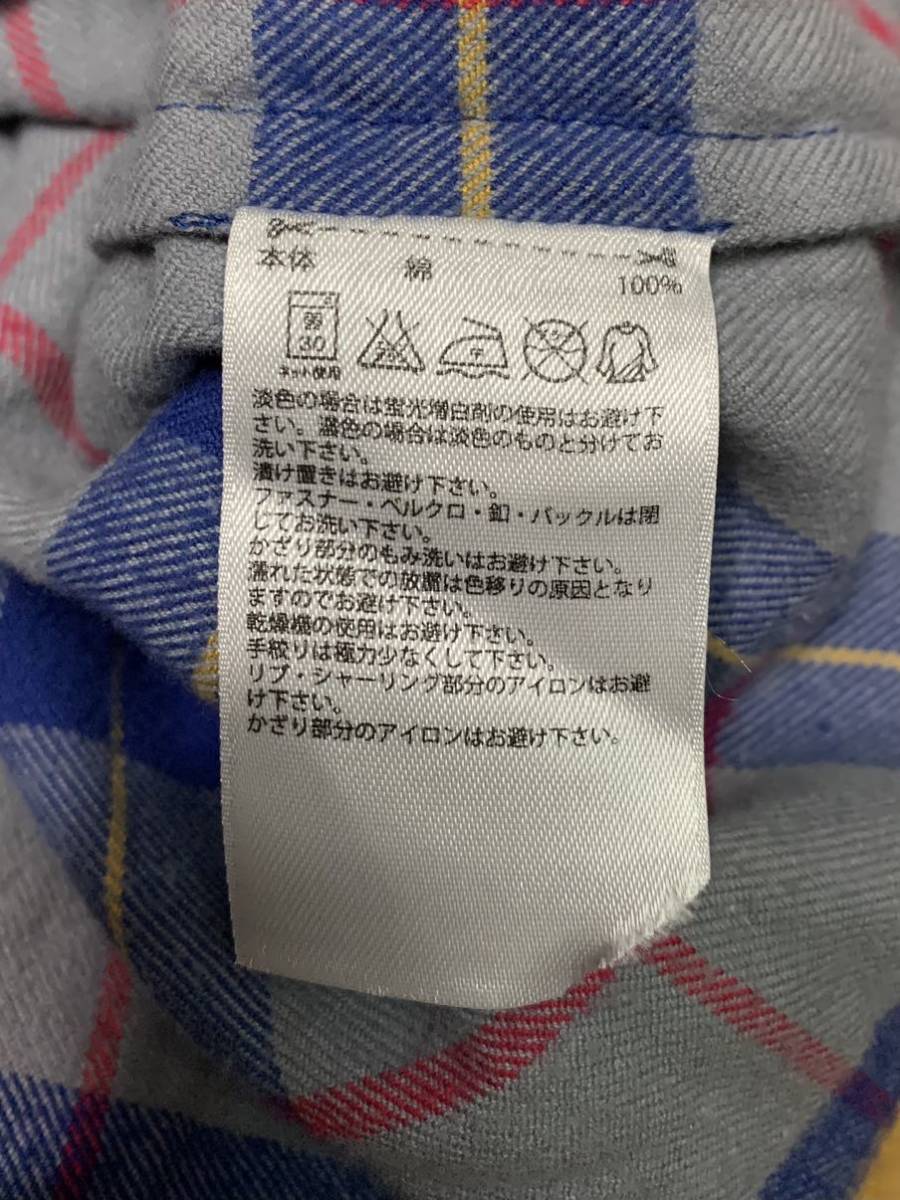 本体 綿 100%
弱 30
ネット使用
淡色の場合は蛍光増白剤の使用はお避け下
さい。濃色の場合は淡色のものと分けてお
洗い下さい。
漬け置きはお避け下さい。
ファスナー・ベルクロ・釦・バックルは閉
してお洗い下さい。
かざり部分のもみ洗いはお避け下さい。
濡れた状態での放置は色移りの原因となり
ますのでお避け下さい。
乾燥機の使用はお避け下さい。
手絞りは極力少なくして下さい。
リブ・シャーリング部分のアイロンはお避
け下さい。
かざり部分のアイロンはお避け下さい。